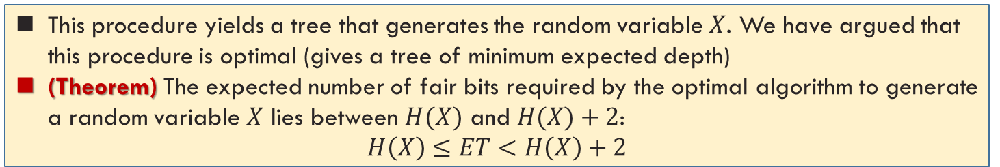 ■ This procedure yields a tree that generates the random variable 𝑋. We have argued that
this procedure is optimal (gives a tree of minimum expected depth)
■ (Theorem) The expected number of fair bits required by the optimal algorithm to generate
a random variable 𝑋 lies between 𝐻(𝑋) and 𝐻(𝑋) + 2:
𝐻(𝑋) ≤ 𝐸𝑇 < 𝐻(𝑋) + 2